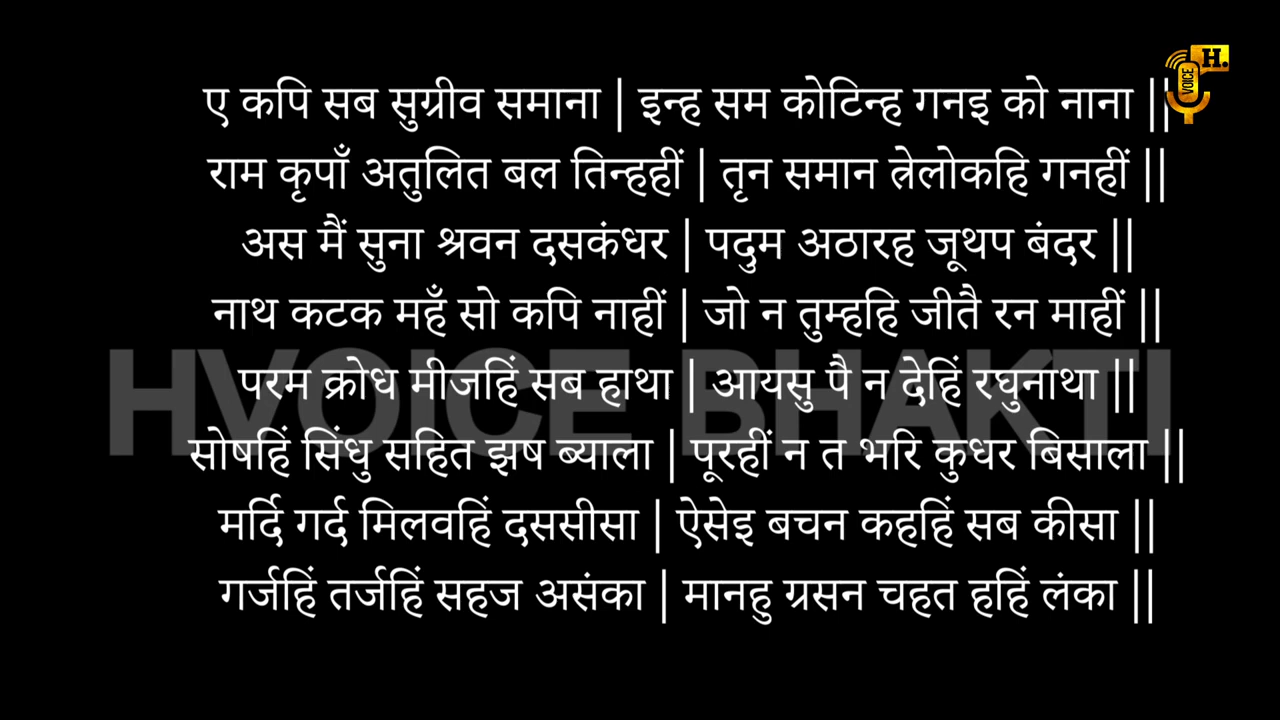 H.
VOICE
ए कपि सब सुग्रीव समाना | इन्ह सम कोटिन्ह गनइ को नाना ||
राम कृपाँ अतुलित बल तिन्हहीं | तृन समान त्रेलोकहि गनहीं ||
अस मैं सुना श्रवन दसकंधर | पदुम अठारह जूथप बंदर ||
नाथ कटक महँ सो कपि नाहीं | जो न तुम्हहि जीतै रन माहीं ||
परम क्रोध मीजहिं सब हाथा | आयसु पै न देहिं रघुनाथा ||
HVOICE BHAKTI
सोषहिं सिंधु सहित झष ब्याला | पूरहीं न त भरि कुधर बिसाला ||
मर्दि गर्द मिलवहिं दससीसा | ऐसेइ बचन कहहिं सब कीसा ||
गर्जहिं तर्जहिं सहज असंका | मानहु ग्रसन चहत हहिं लंका ||